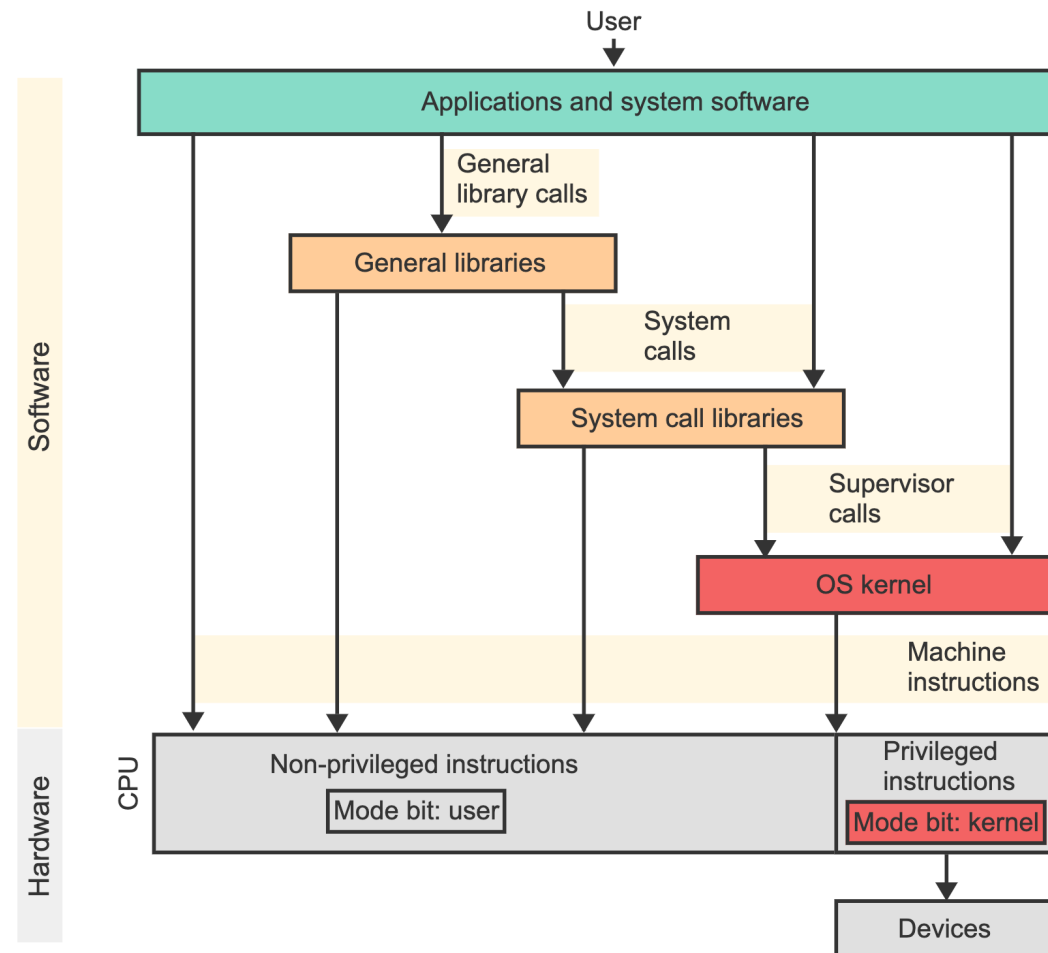 User
Applications and system software
General
library calls
General libraries
System
calls
System call libraries
Supervisor
calls
OS kernel
Machine
instructions
Software
Hardware
CPU
Non-privileged instructions
Mode bit: user
Privileged
instructions
Mode bit: kernel
Devices